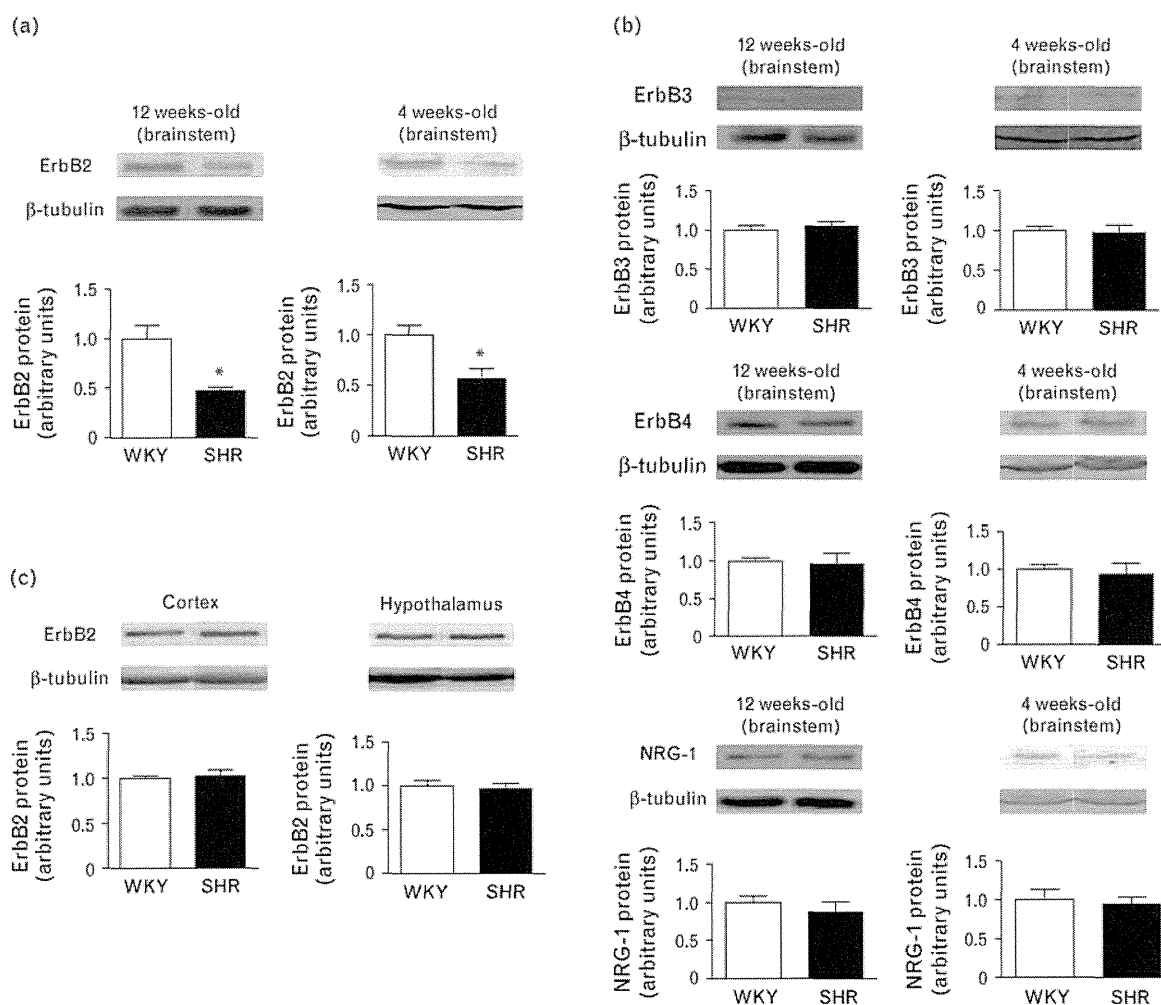 (a)
12 weeks-old
(brainstem)
4 weeks-old
(brainstem)
ErbB2
β-tubulin
ErbB2 protein
(arbitrary units)
1.5
1.0
0.5
0
*
WKY SHR
ErbB2 protein
(arbitrary units)
1.5
1.0
0.5
0
*
WKY SHR
(b)
12 weeks-old
(brainstem)
4 weeks-old
(brainstem)
ErbB3
β-tubulin
ErbB3 protein
(arbitrary units)
1.5
1.0
0.5
0
WKY SHR
ErbB3 protein
(arbitrary units)
1.5
1.0
0.5
0
WKY SHR
12 weeks-old
(brainstem)
4 weeks-old
(brainstem)
ErbB4
β-tubulin
ErbB4 protein
(arbitrary units)
1.5
1.0
0.5
0
WKY SHR
ErbB4 protein
(arbitrary units)
1.5
1.0
0.5
0
WKY SHR
12 weeks-old
(brainstem)
4 weeks-old
(brainstem)
NRG-1
β-tubulin
NRG-1 protein
(arbitrary units)
1.5
1.0
0.5
0
WKY SHR
NRG-1 protein
(arbitrary units)
1.5
1.0
0.5
0
WKY SHR
(c)
Cortex
Hypothalamus
ErbB2
β-tubulin
ErbB2 protein
(arbitrary units)
1.5
1.0
0.5
0
WKY SHR
ErbB2 protein
(arbitrary units)
1.5
1.0
0.5
0
WKY SHR